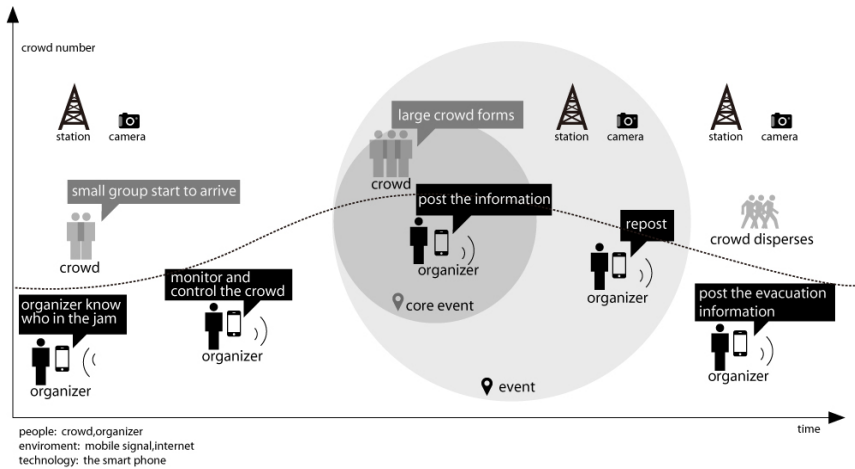 crowd number
station
camera
large crowd forms
station
camera
station
camera
small group start to arrive
crowd
crowd
post the information
organizer
repost
organizer
crowd disperses
monitor and
control the crowd
organizer
organizer know
who in the jam
organizer
core event
post the evacuation
information
organizer
event
time
people: crowd,organizer
enviroment: mobile signal,internet
technology: the smart phone